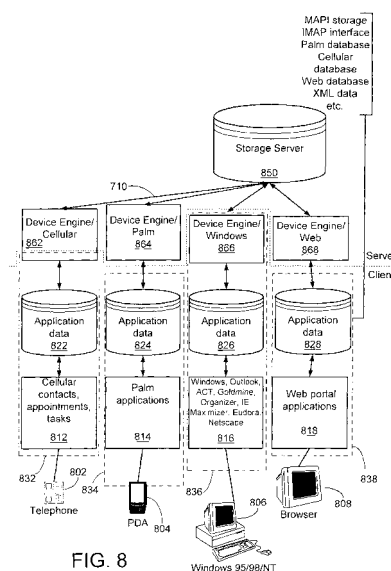 MAPI storage
IMAP interface
Palm database
Cellular
database
Web database
XML data
etc.
Storage Server
850
710
Device Engine/
Cellular
862
Device Engine/
Palm
864
Device Engine/
Windows
866
Device Engine/
Web
868
Serve
Client
Application
data
822
Application
data
824
Application
data
826
Application
data
828
Cellular
contacts,
appointments,
tasks
812
Palm
applications
814
Windows, Outlook,
ACT, Goldmine,
Organizer, IE
Maximizer, Eudora,
Netscape
816
Web portal
applications
818
832
802
Telephone
834
PDA
804
836
806
Windows 95/98/NT
808
Browser
838
FIG. 8